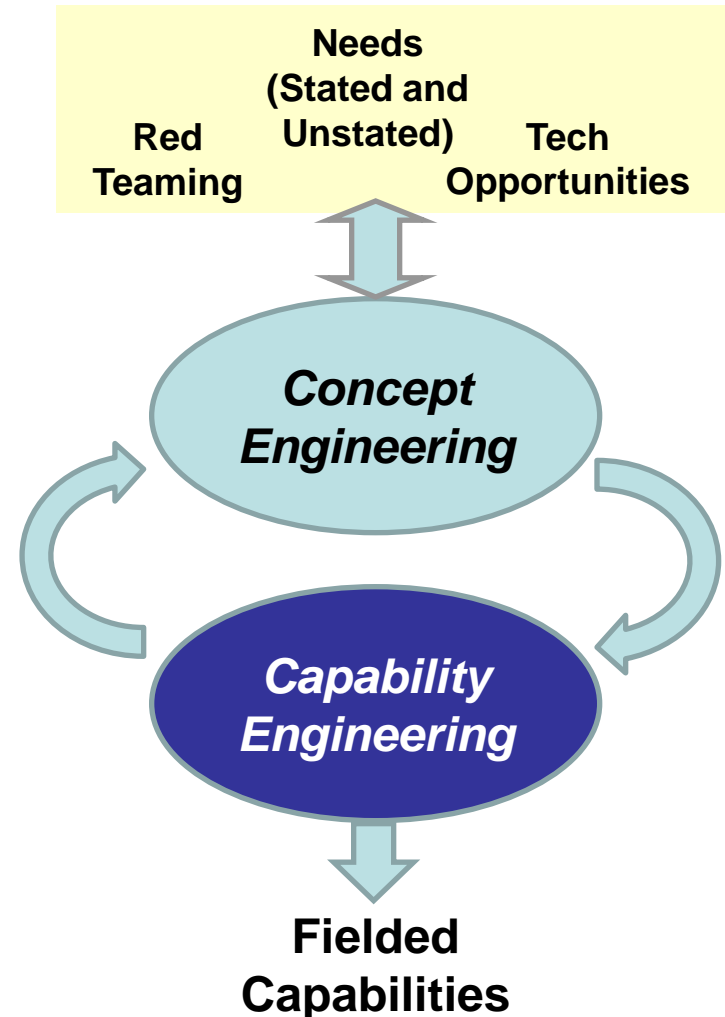 Needs
(Stated and
Unstated)
Red
Teaming
Tech
Opportunities
Concept
Engineering
Capability
Engineering
Fielded
Capabilities